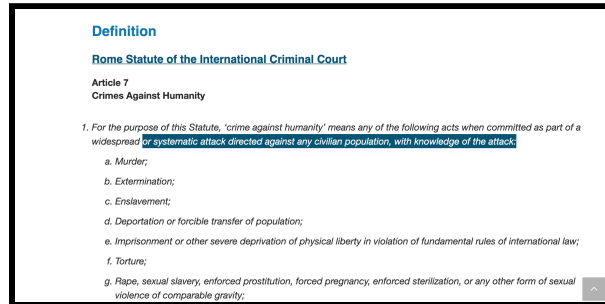 Definition
Rome Statute of the International Criminal Court
Article 7
Crimes Against Humanity
1. For the purpose of this Statute, ‘crime against humanity’ means any of the following acts when committed as part of a
widespread or systematic attack directed against any civilian population, with knowledge of the attack:
a. Murder;
b. Extermination;
c. Enslavement;
d. Deportation or forcible transfer of population;
e. Imprisonment or other severe deprivation of physical liberty in violation of fundamental rules of international law;
f. Torture;
g. Rape, sexual slavery, enforced prostitution, forced pregnancy, enforced sterilization, or any other form of sexual
violence of comparable gravity;